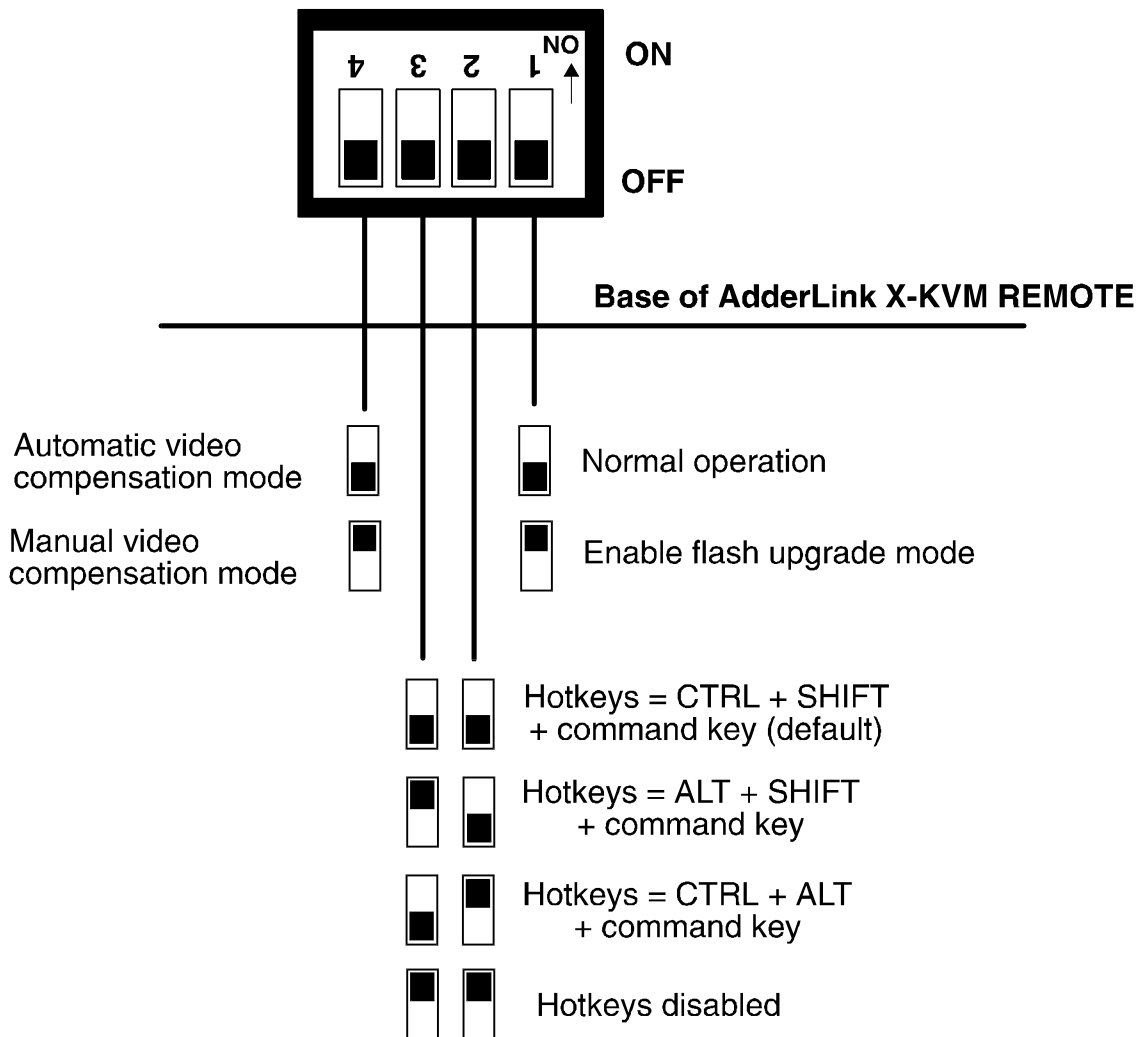 4 3 2 1 ON
ON
OFF
Base of AdderLink X-KVM REMOTE
Automatic video
compensation mode
Normal operation
Manual video
compensation mode
Enable flash upgrade mode
Hotkeys = CTRL + SHIFT
+ command key (default)
Hotkeys = ALT + SHIFT
+ command key
Hotkeys = CTRL + ALT
+ command key
Hotkeys disabled